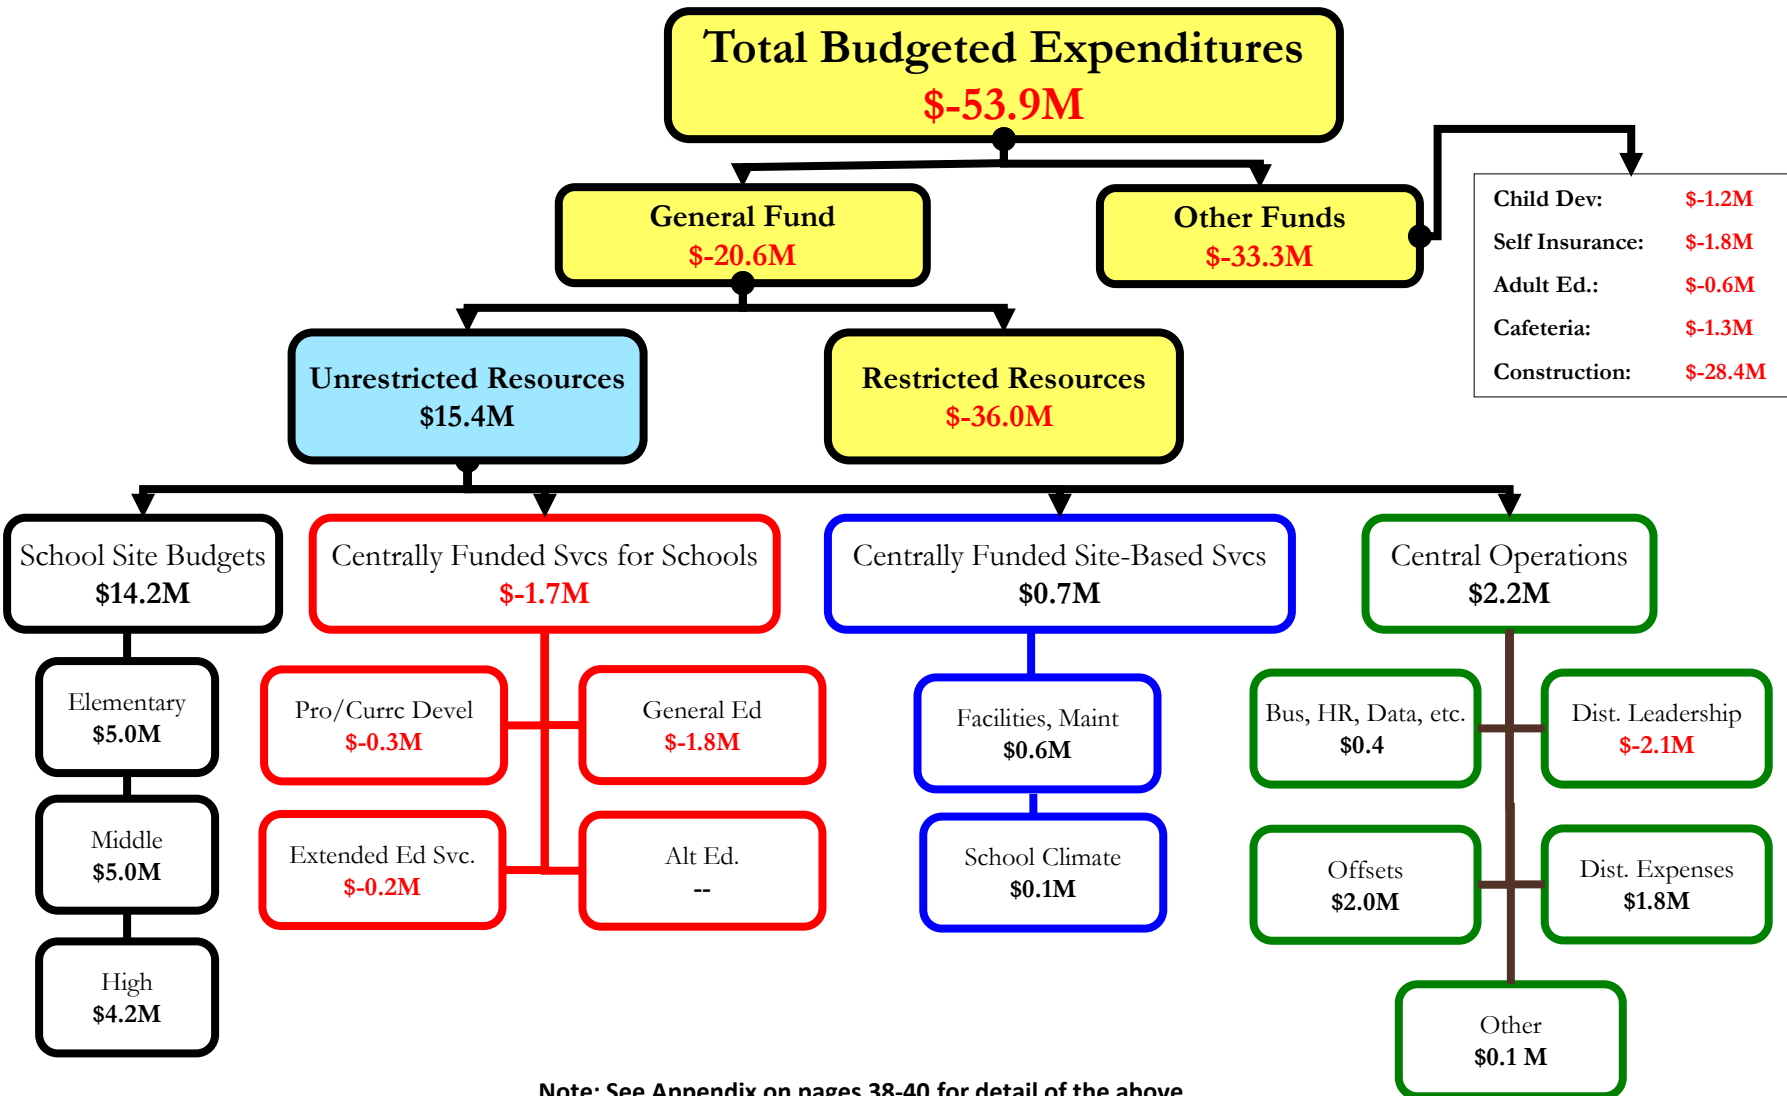 Total Budgeted Expenditures
$-53.9M
General Fund
$-20.6M
Other Funds
$-33.3M
Child Dev: $-1.2M
Self Insurance: $-1.8M
Adult Ed.: $-0.6M
Cafeteria: $-1.3M
Construction: $-28.4M
Unrestricted Resources
$15.4M
Restricted Resources
$-36.0M
School Site Budgets
$14.2M
Centrally Funded Svcs for Schools
$-1.7M
Centrally Funded Site-Based Svcs
$0.7M
Central Operations
$2.2M
Elementary
$5.0M
Middle
$5.0M
High
$4.2M
Pro/Currc Devel
$-0.3M
General Ed
$-1.8M
Extended Ed Svc.
$-0.2M
Alt Ed.
--
Facilities, Maint
$0.6M
School Climate
$0.1M
Bus, HR, Data, etc.
$0.4
Dist. Leadership
$-2.1M
Offsets
$2.0M
Dist. Expenses
$1.8M
Other
$0.1 M
Note: See Appendix on pages 38-40 for detail of the above